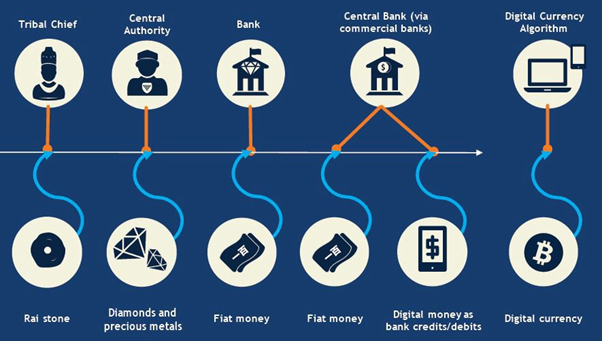 Tribal Chief
Central
Authority
Bank
Central Bank (via
commercial banks)
Digital Currency
Algorithm
$
$
Rai stone
Diamonds and
precious metals
Fiat money
Fiat money
Digital money as
bank credits/debits
Digital currency